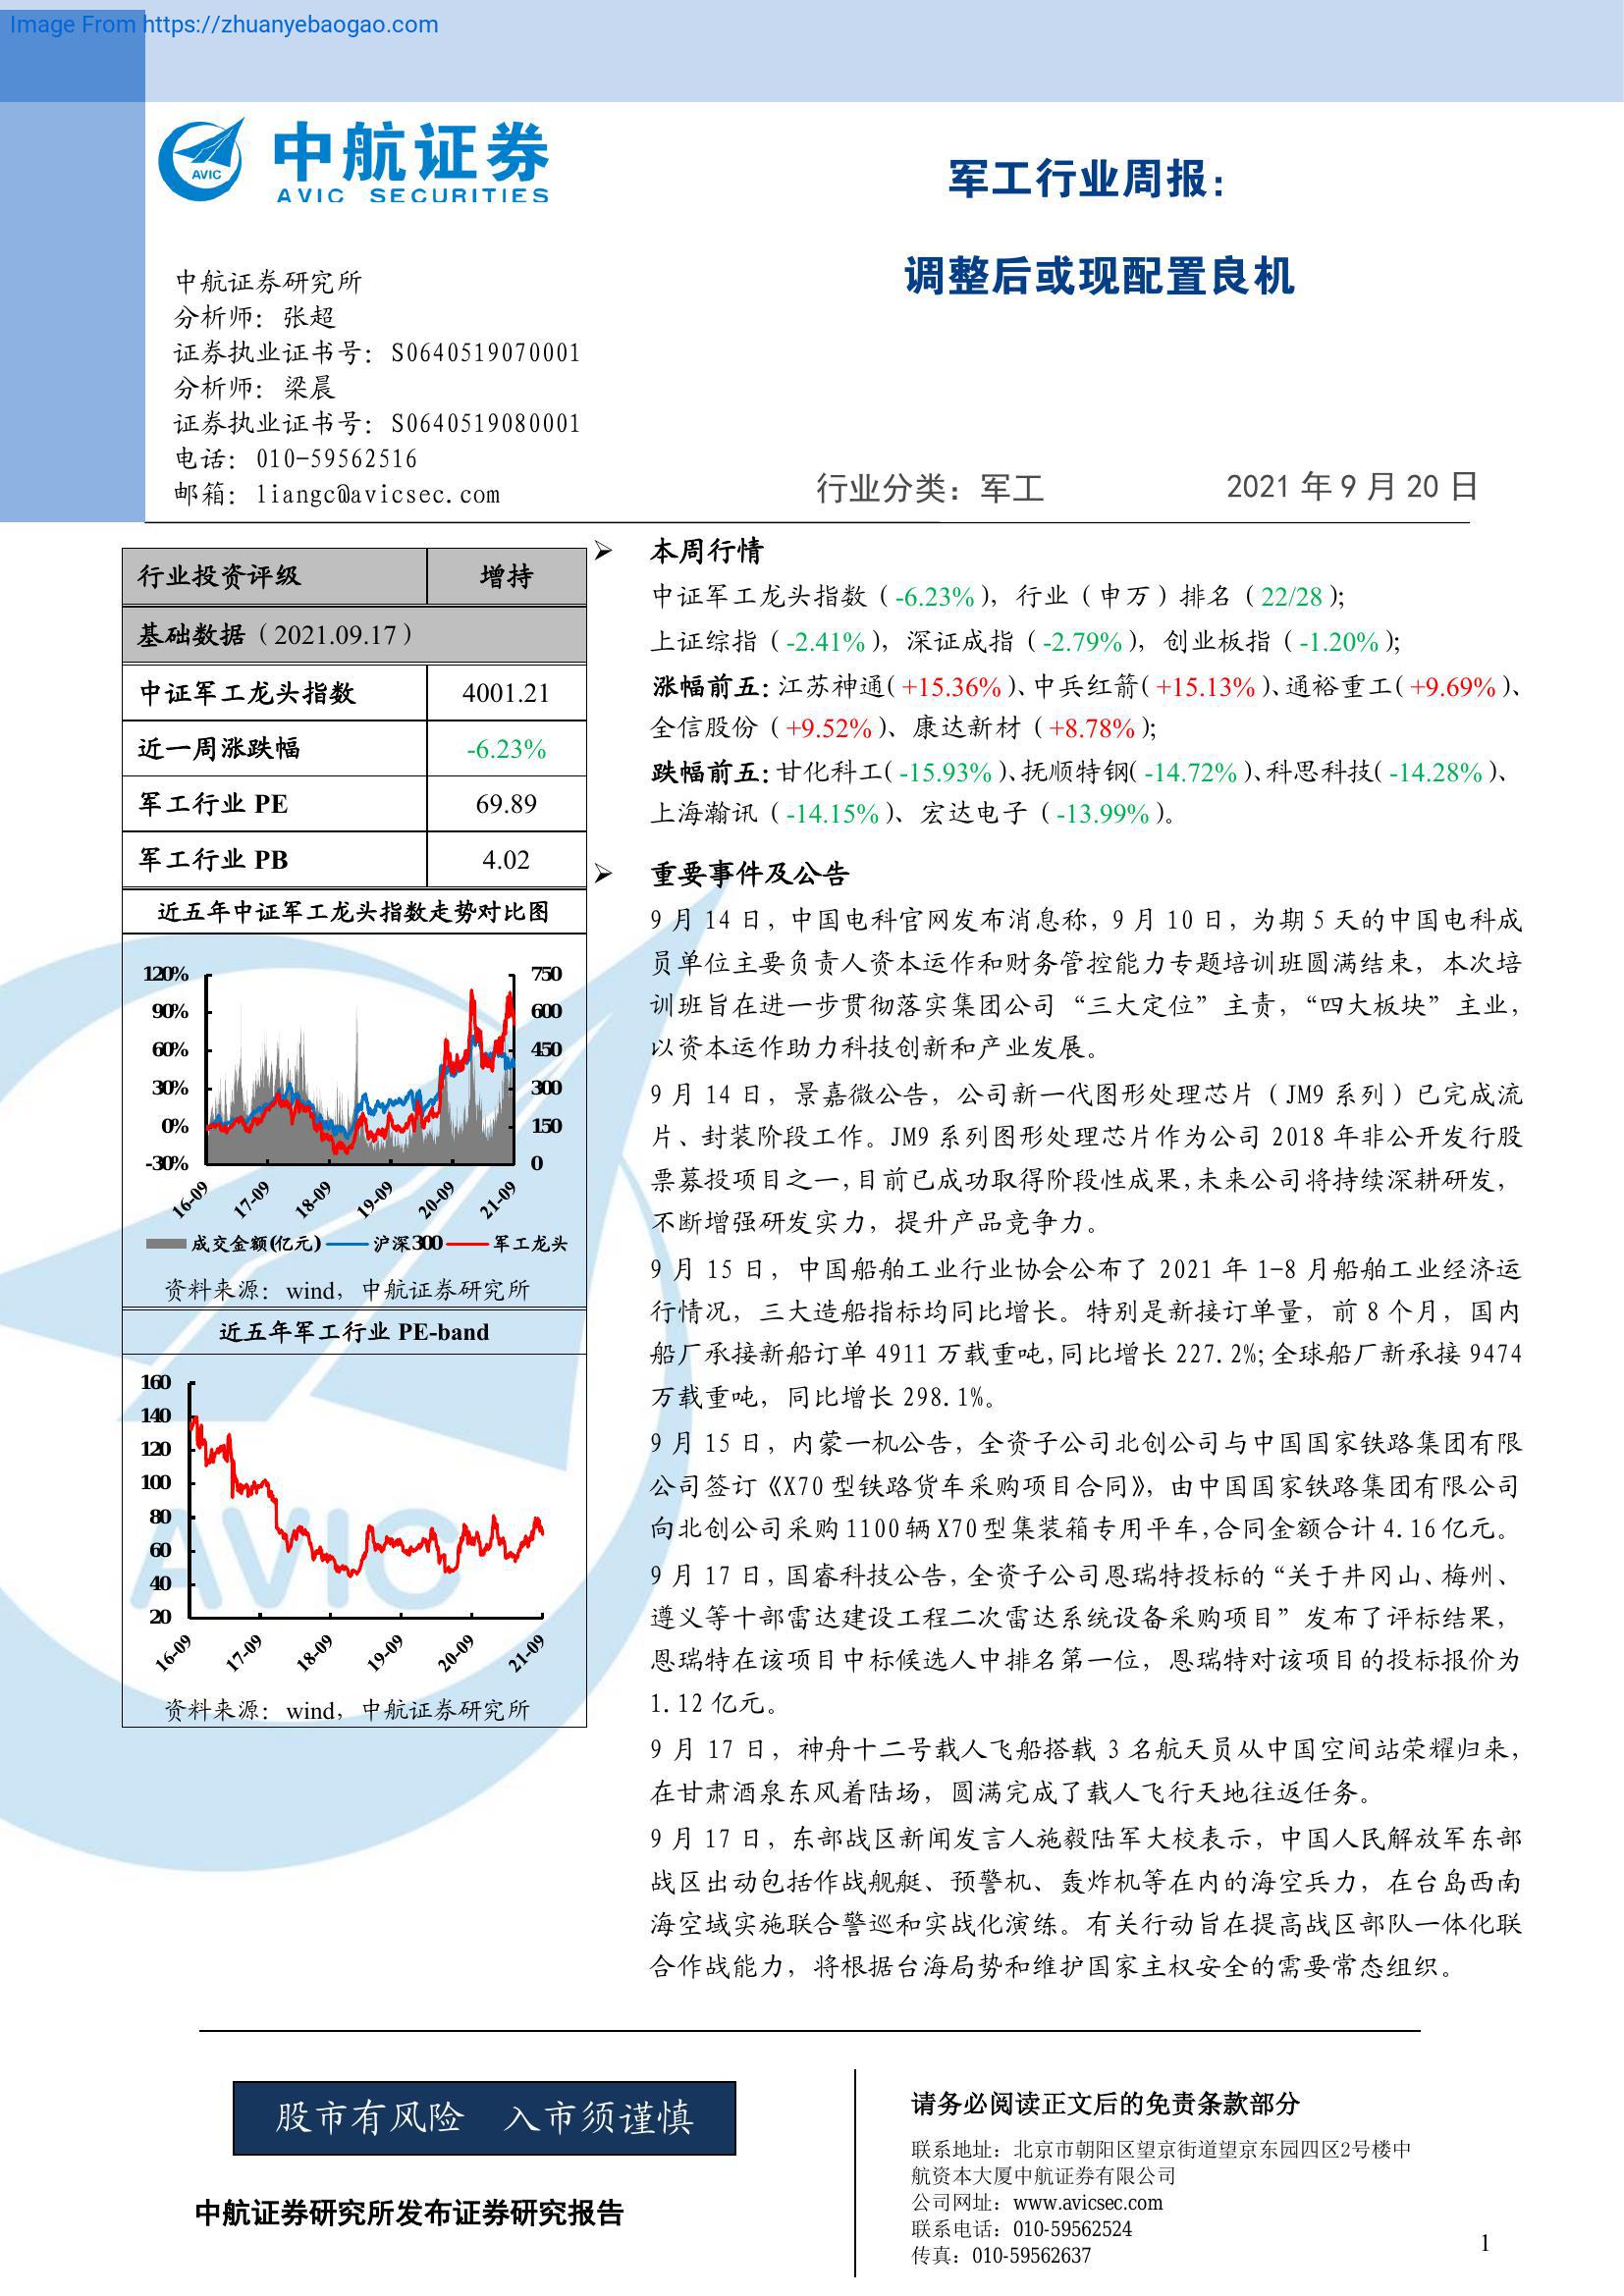 Image From https://zhuanyebaogao.com
AVIC
中航证券
AVIC SECURITIES
军工行业周报：
调整后或现配置良机
中航证券研究所
分析师：张超
证券执业证书号：S0640519070001
分析师：梁晨
证券执业证书号：S0640519080001
电话：010-59562516
邮箱：liangc@avicsec.com
行业分类：军工
2021 年 9 月 20 日
行业投资评级 增持
基础数据（2021.09.17）
中证军工龙头指数 4001.21
近一周涨跌幅 -6.23%
军工行业 PE 69.89
军工行业 PB 4.02
近五年中证军工龙头指数走势对比图
120% 750
90% 600
60% 450
30% 300
0% 150
-30% 0
16-09 17-09 18-09 19-09 20-09 21-09
成交金额(亿元) 沪深300 军工龙头
资料来源：wind，中航证券研究所
近五年军工行业 PE-band
160
140
120
100
80
60
40
20
16-09 17-09 18-09 19-09 20-09 21-09
资料来源：wind，中航证券研究所
AVIC
➢ 本周行情
中证军工龙头指数（-6.23%），行业（申万）排名（22/28）；
上证综指（-2.41%），深证成指（-2.79%），创业板指（-1.20%）；
涨幅前五：江苏神通（+15.36%）、中兵红箭（+15.13%）、通裕重工（+9.69%）、
全信股份（+9.52%）、康达新材（+8.78%）；
跌幅前五：甘化科工（-15.93%）、抚顺特钢（-14.72%）、科思科技（-14.28%）、
上海瀚讯（-14.15%）、宏达电子（-13.99%）。
➢ 重要事件及公告
9 月 14 日，中国电科官网发布消息称，9 月 10 日，为期 5 天的中国电科成
员单位主要负责人资本运作和财务管控能力专题培训班圆满结束，本次培
训班旨在进一步贯彻落实集团公司“三大定位”主责，“四大板块”主业，
以资本运作助力科技创新和产业发展。
9 月 14 日，景嘉微公告，公司新一代图形处理芯片（JM9 系列）已完成流
片、封装阶段工作。JM9 系列图形处理芯片作为公司 2018 年非公开发行股
票募投项目之一，目前已成功取得阶段性成果，未来公司将持续深耕研发，
不断增强研发实力，提升产品竞争力。
9 月 15 日，中国船舶工业行业协会公布了 2021 年 1-8 月船舶工业经济运
行情况，三大造船指标均同比增长。特别是新接订单量，前 8 个月，国内
船厂承接新船订单 4911 万载重吨，同比增长 227.2%；全球船厂新承接 9474
万载重吨，同比增长 298.1%。
9 月 15 日，内蒙一机公告，全资子公司北创公司与中国国家铁路集团有限
公司签订《X70 型铁路货车采购项目合同》，由中国国家铁路集团有限公司
向北创公司采购 1100 辆 X70 型集装箱专用平车，合同金额合计 4.16 亿元。
9 月 17 日，国睿科技公告，全资子公司恩瑞特投标的“关于井冈山、梅州、
遵义等十部雷达建设工程二次雷达系统设备采购项目”发布了评标结果，
恩瑞特在该项目中标候选人中排名第一位，恩瑞特对该项目的投标报价为
1.12 亿元。
9 月 17 日，神舟十二号载人飞船搭载 3 名航天员从中国空间站荣耀归来，
在甘肃酒泉东风着陆场，圆满完成了载人飞行天地往返任务。
9 月 17 日，东部战区新闻发言人施毅陆军大校表示，中国人民解放军东部
战区出动包括作战舰艇、预警机、轰炸机等在内的海空兵力，在台岛西南
海空域实施联合警巡和实战化演练。有关行动旨在提高战区部队一体化联
合作战能力，将根据台海局势和维护国家主权安全的需要常态组织。
股市有风险 入市须谨慎
中航证券研究所发布证券研究报告
请务必阅读正文后的免责条款部分
联系地址：北京市朝阳区望京街道望京东园四区2号楼中
航资本大厦中航证券有限公司
公司网址：www.avicsec.com
联系电话：010-59562524
传真：010-59562637
1